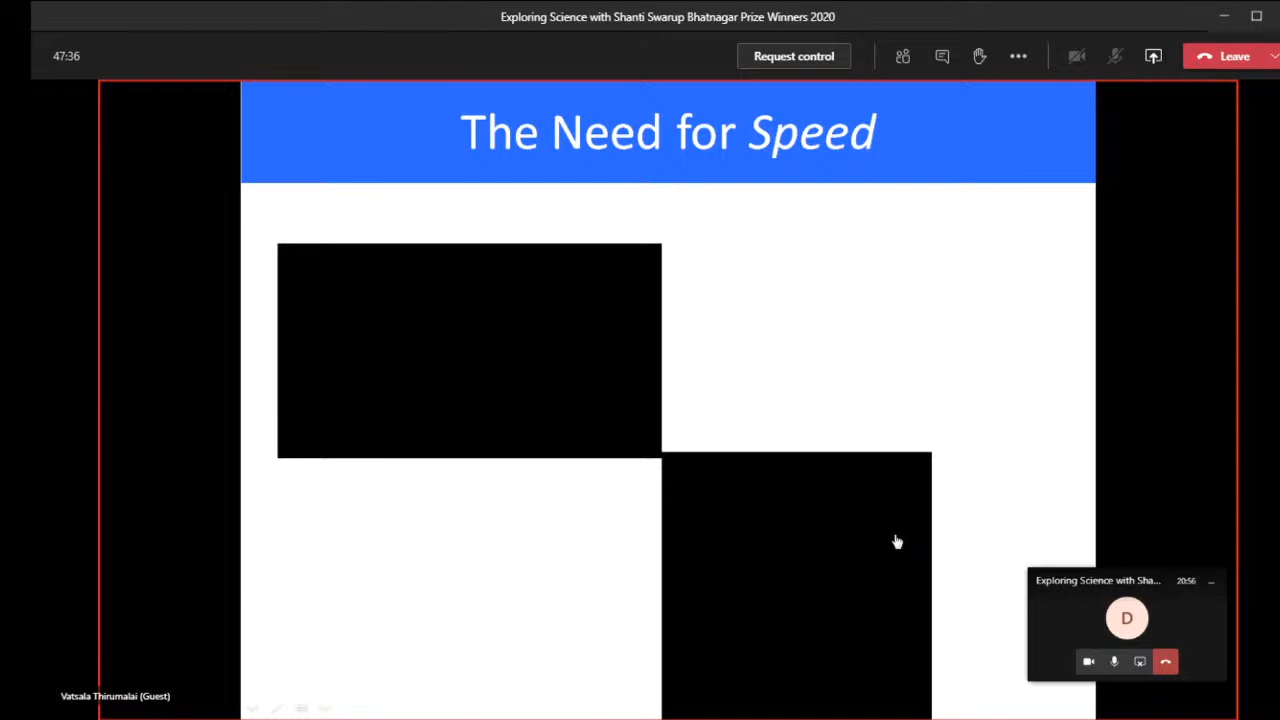 Exploring Science with Shanti Swarup Bhatnagar Prize Winners 2020
47:36
Request control
Leave
The Need for Speed
Exploring Science with Sha...
20:56
D
Vatsala Thirumalai (Guest)